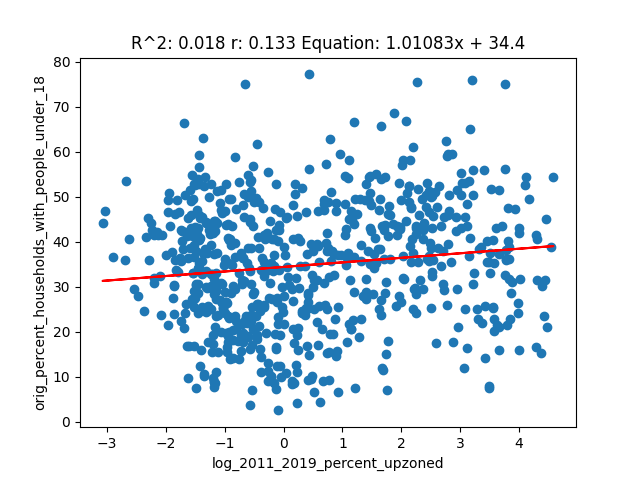 R^2: 0.018 r: 0.133 Equation: 1.01083x + 34.4
80
70
60
50
40
30
20
10
0
orig_percent_households_with_people_under_18
−3 −2 −1 0 1 2 3 4
log_2011_2019_percent_upzoned